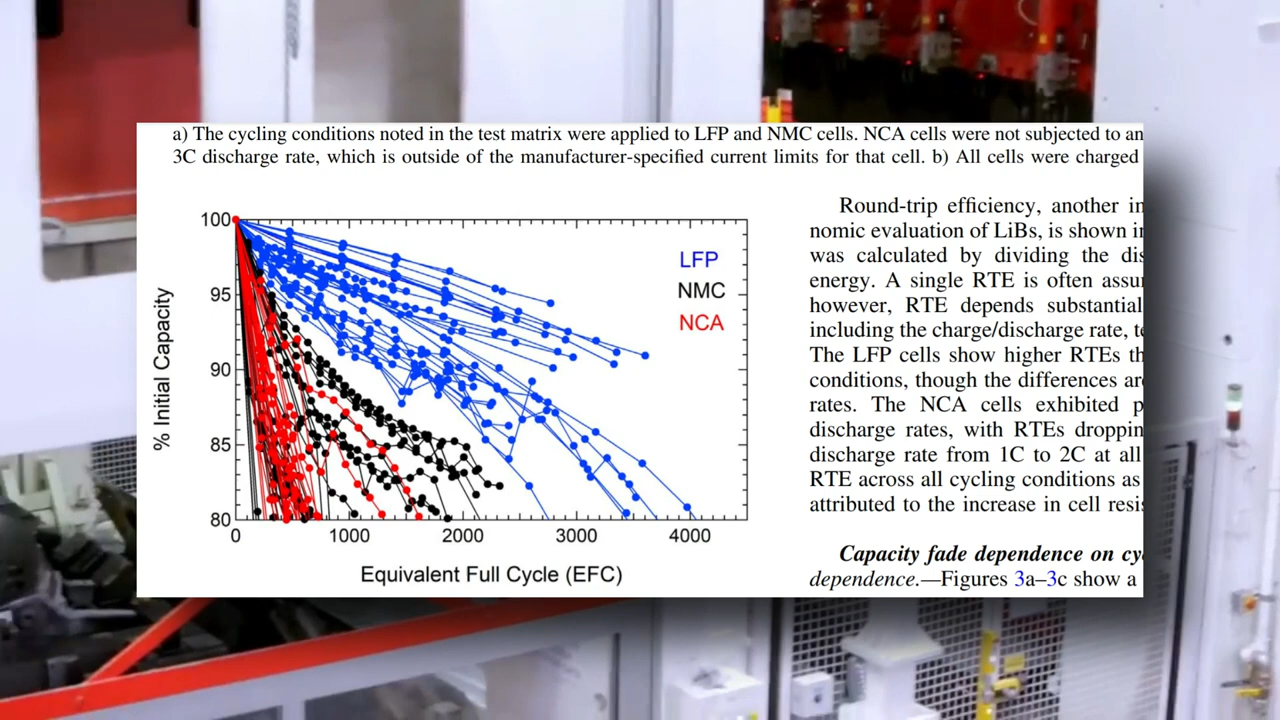 a) The cycling conditions noted in the test matrix were applied to LFP and NMC cells. NCA cells were not subjected to an
3C discharge rate, which is outside of the manufacturer-specified current limits for that cell. b) All cells were charged
100
95
90
85
80
% Initial Capacity
LFP
NMC
NCA
0 1000 2000 3000 4000
Equivalent Full Cycle (EFC)
Round-trip efficiency, another in
nomic evaluation of LiBs, is shown in
was calculated by dividing the dis
energy. A single RTE is often assu
however, RTE depends substantial
including the charge/discharge rate, te
The LFP cells show higher RTEs th
conditions, though the differences are
rates. The NCA cells exhibited p
discharge rates, with RTEs droppin
discharge rate from 1C to 2C at all
RTE across all cycling conditions as
attributed to the increase in cell resis
Capacity fade dependence on cy
dependence.—Figures 3a–3c show a